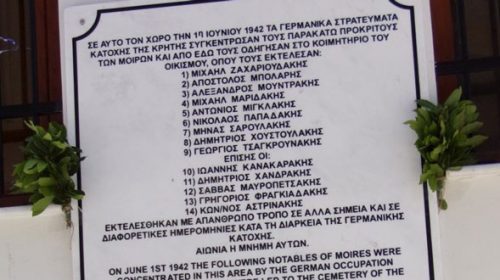 ΣΕ ΑΥΤΟ ΤΟΝ ΧΩΡΟ ΤΗΝ 1η ΙΟΥΝΙΟΥ 1942 ΤΑ ΓΕΡΜΑΝΙΚΑ ΣΤΡΑΤΕΥΜΑΤΑ
ΚΑΤΟΧΗΣ ΤΗΣ ΚΡΗΤΗΣ ΣΥΓΚΕΝΤΡΩΣΑΝ ΤΟΥΣ ΠΑΡΑΚΑΤΩ ΠΡΟΚΡΙΤΟΥΣ
ΤΩΝ ΜΟΙΡΩΝ ΚΑΙ ΑΠΟ ΕΔΩ ΤΟΥΣ ΟΔΗΓΗΣΑΝ ΣΤΟ ΚΟΙΜΗΤΗΡΙΟ ΤΟΥ
ΟΙΚΙΣΜΟΥ, ΟΠΟΥ ΤΟΥΣ ΕΚΤΕΛΕΣΑΝ:
1) ΜΙΧΑΗΛ ΖΑΧΑΡΙΟΥΔΑΚΗΣ
2) ΑΠΟΣΤΟΛΟΣ ΜΠΟΛΑΡΗΣ
3) ΑΛΕΞΑΝΔΡΟΣ ΜΟΥΝΤΡΑΚΗΣ
4) ΜΙΧΑΗΛ ΜΑΡΙΔΑΚΗΣ
5) ΑΝΤΩΝΙΟΣ ΜΙΓΚΛΑΚΗΣ
6) ΝΙΚΟΛΑΟΣ ΠΑΠΑΔΑΚΗΣ
7) ΜΗΝΑΣ ΣΑΡΟΥΛΑΚΗΣ
8) ΔΗΜΗΤΡΙΟΣ ΧΟΥΣΤΟΥΛΑΚΗΣ
9) ΓΕΩΡΓΙΟΣ ΤΣΑΓΚΡΟΥΝΑΚΗΣ
ΕΠΙΣΗΣ ΟΙ:
10) ΙΩΑΝΝΗΣ ΚΑΝΑΚΑΡΑΚΗΣ
11) ΔΗΜΗΤΡΙΟΣ ΧΑΝΔΡΑΚΗΣ
12) ΣΑΒΒΑΣ ΜΑΥΡΟΠΕΤΣΑΚΗΣ
13) ΓΡΗΓΟΡΙΟΣ ΦΡΑΓΚΙΑΔΑΚΗΣ
14) ΚΩΝ/ΝΟΣ ΑΣΤΡΙΝΑΚΗΣ
ΕΚΤΕΛΕΣΘΗΚΑΝ ΜΕ ΑΠΑΝΘΡΩΠΟ ΤΡΟΠΟ ΣΕ ΑΛΛΑ ΣΗΜΕΙΑ ΚΑΙ ΣΕ
ΔΙΑΦΟΡΕΤΙΚΕΣ ΗΜΕΡΟΜΗΝΙΕΣ ΚΑΤΑ ΤΗ ΔΙΑΡΚΕΙΑ ΤΗΣ ΓΕΡΜΑΝΙΚΗΣ
ΚΑΤΟΧΗΣ.
ΑΙΩΝΙΑ Η ΜΝΗΜΗ ΑΥΤΩΝ.
ON JUNE 1ST 1942 THE FOLLOWING NOTABLES OF MOIRES WERE
CONCENTRATED IN THIS AREA BY THE GERMAN OCCUPATION
TO THE CEMETERY OF THE